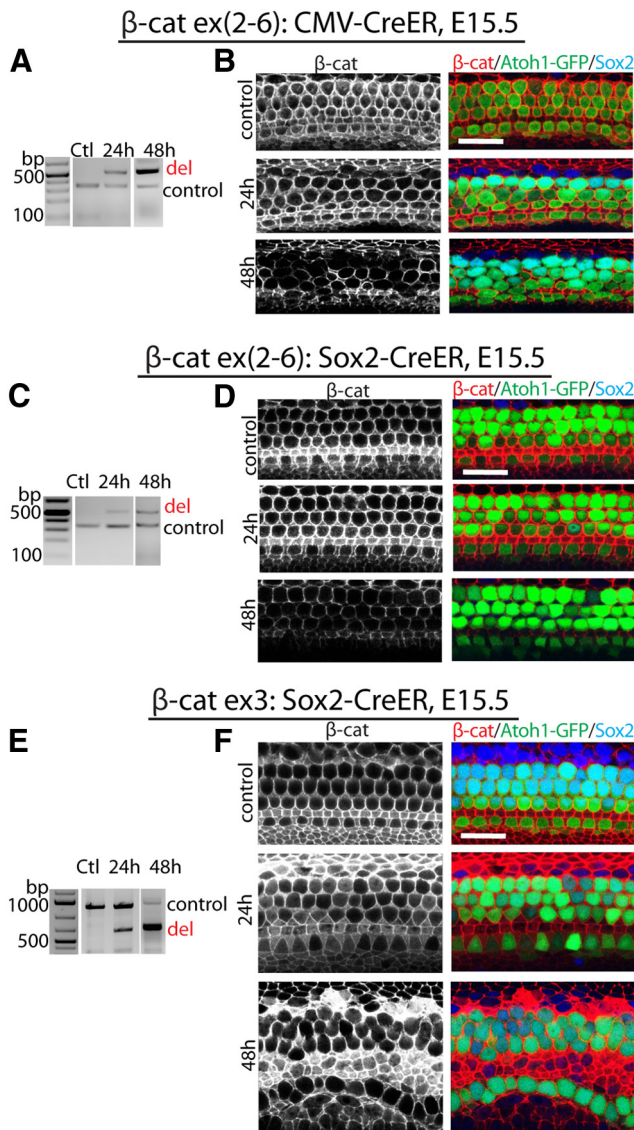 β-cat ex(2-6): CMV-CreER, E15.5
A
bp
Ctl 24h 48h
500
del
control
100
B
β-cat
β-cat/Atoh1-GFP/Sox2
control
24h
48h
β-cat ex(2-6): Sox2-CreER, E15.5
C
bp
Ctl 24h 48h
500
del
control
100
D
β-cat
β-cat/Atoh1-GFP/Sox2
control
24h
48h
β-cat ex3: Sox2-CreER, E15.5
E
bp
Ctl 24h 48h
1000
control
del
500
F
β-cat
β-cat/Atoh1-GFP/Sox2
control
24h
48h